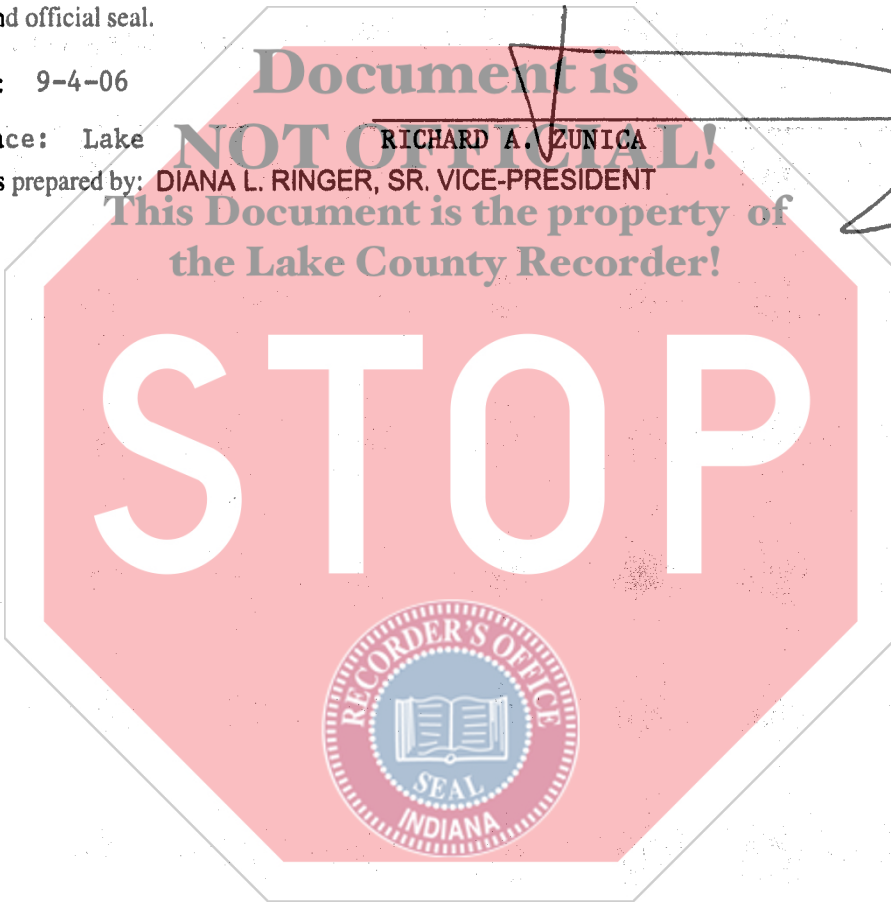 nd official seal.
Document is
: 9-4-06
NOT OFFICIAL!
nce: Lake RICHARD A. ZUNICA
s prepared by: DIANA L. RINGER, SR. VICE-PRESIDENT
This Document is the property of
the Lake County Recorder!
STOP
RECORDER'S OFFICE
SEAL
INDIANA